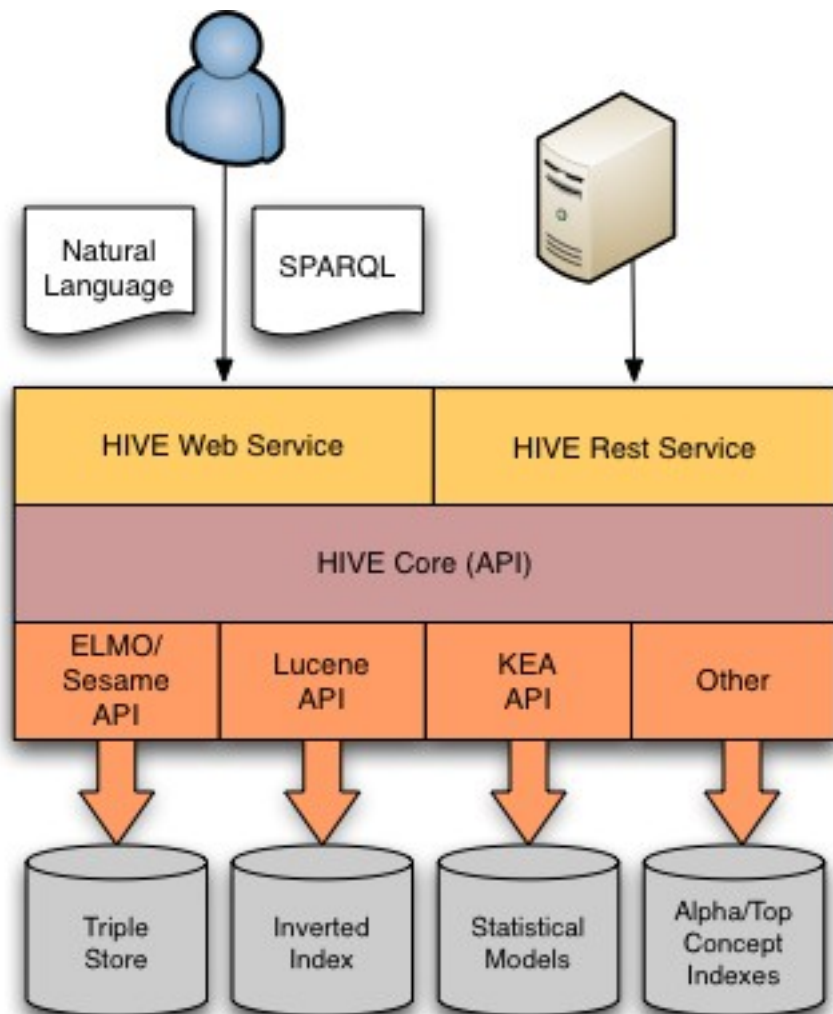 Natural
Language
SPARQL
HIVE Web Service
HIVE Rest Service
HIVE Core (API)
ELMO/
Sesame
API
Lucene
API
KEA
API
Other
Triple
Store
Inverted
Index
Statistical
Models
Alpha/Top
Concept
Indexes